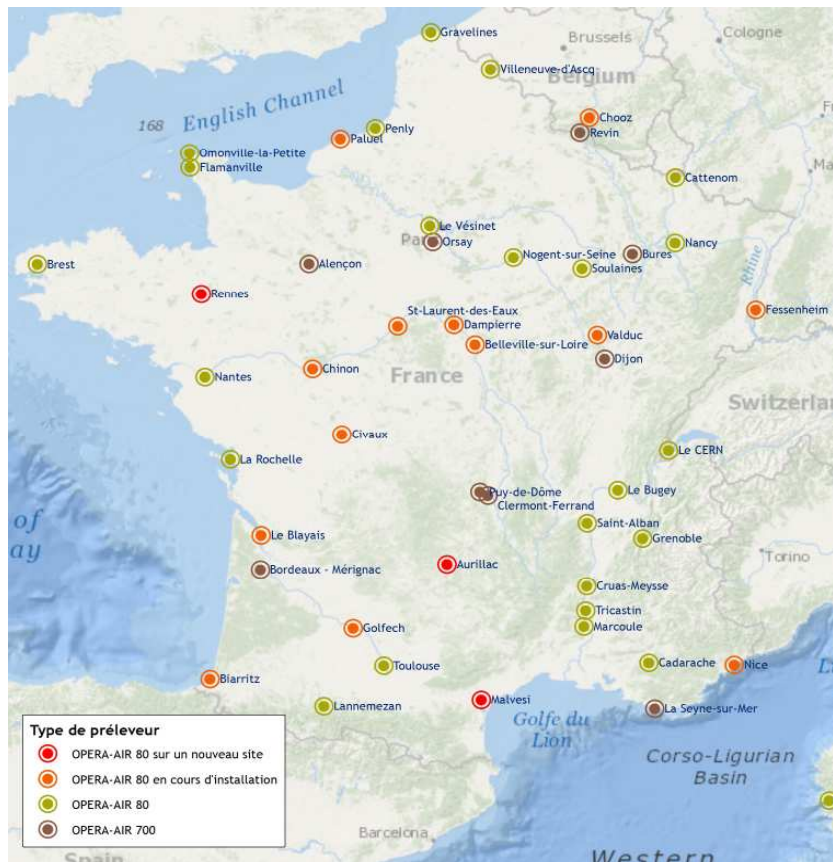 Gravelines
Brussels
Cologne
Villeneuve-d'Ascq
Belgium
English Channel
168
Chooz
Revin
Penly
Paluel
Omonville-la-Petite
Flamanville
Cattenom
Le Vésinet
Orsay
Nogent-sur-Seine
Soulaines
Bures
Nancy
Rhine
Brest
Alençon
Rennes
St-Laurent-des-Eaux
Dampierre
Belleville-sur-Loire
Valduc
Dijon
Fessenheim
Nantes
Chinon
France
Switzerland
Civaux
La Rochelle
Le CERN
Puy-de-Dôme
Clermont-Ferrand
Le Bugey
of
ay
Le Blayais
Saint-Alban
Grenoble
Torino
Bordeaux - Mérignac
Aurillac
Cruas-Meysse
Tricastin
Marcoule
Golfech
Toulouse
Biarritz
Cadarache
Nice
Lannemezan
Malvesi
La Seyne-sur-Mer
Golfe du
Lion
Corso-Ligurian
Basin
Type de préleveur
OPERA-AIR 80 sur un nouveau site
OPERA-AIR 80 en cours d'installation
OPERA-AIR 80
OPERA-AIR 700
Barcelona
Spain
Western